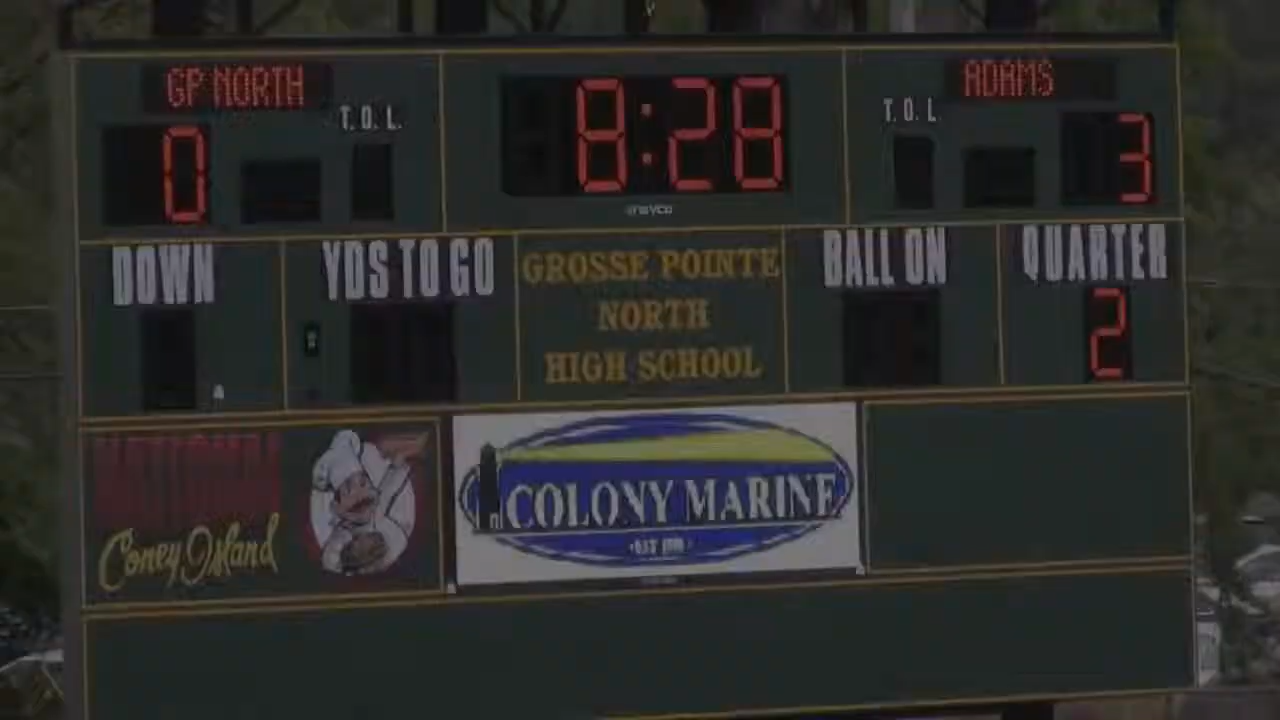 GP NORTH
ADAMS
T. O. L.
8:28
T. O. L.
0
3
DOWN
YDS TO GO
GROSSE POINTE
NORTH
HIGH SCHOOL
BALL ON
QUARTER
2
Coney Island
COLONY MARINE